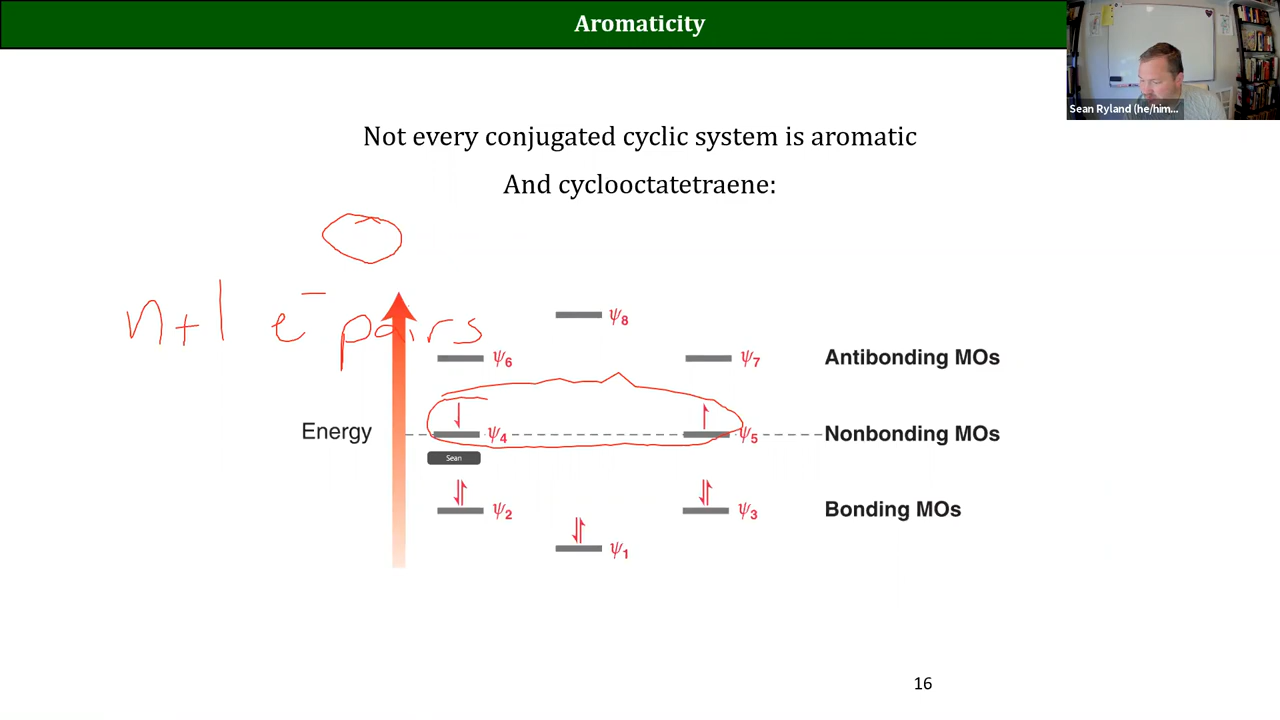 Aromaticity
Sean Ryland (he/him...
Not every conjugated cyclic system is aromatic
And cyclooctatetraene:
n+1 e⁻ pairs
ψ8
ψ6 ψ7 Antibonding MOs
Energy ψ4 ψ5 Nonbonding MOs
Sean
ψ2 ψ3 Bonding MOs
ψ1
16